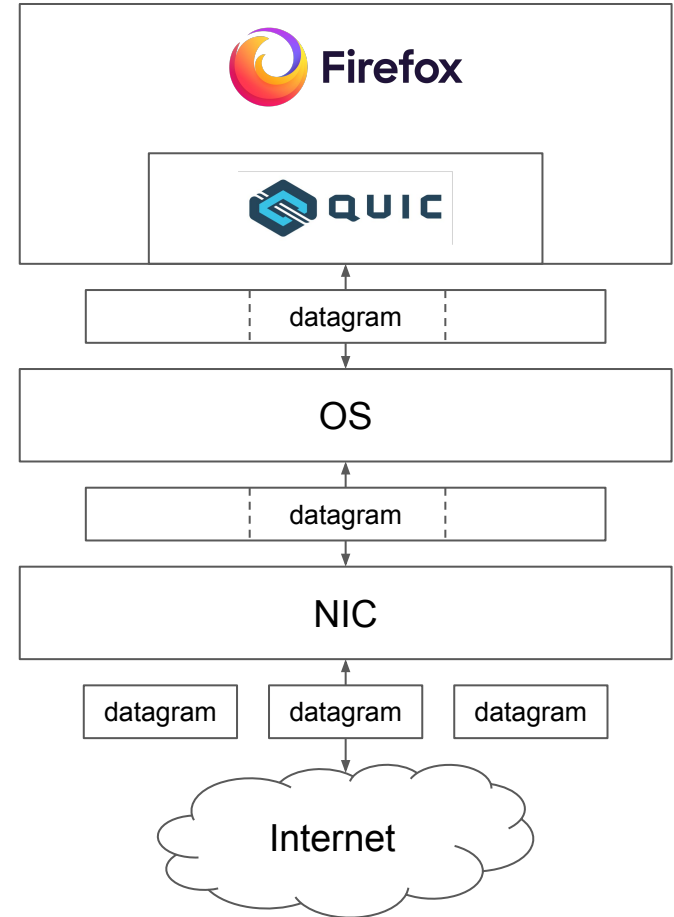 Firefox
QUIC
datagram
OS
datagram
NIC
datagram datagram datagram
Internet